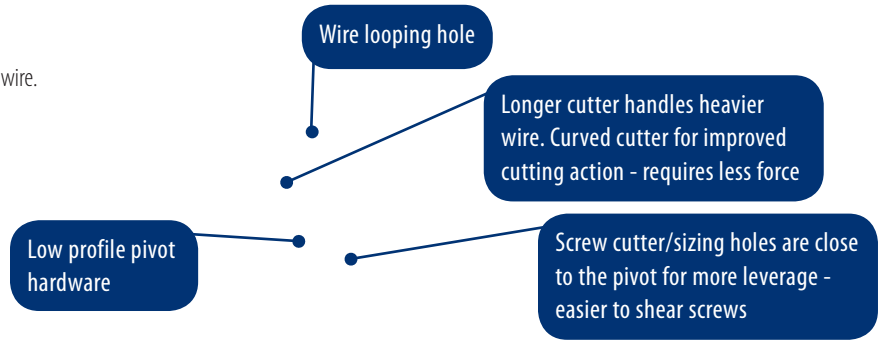 Wire looping hole
wire.
Longer cutter handles heavier
wire. Curved cutter for improved
cutting action - requires less force
Low profile pivot
hardware
Screw cutter/sizing holes are close
to the pivot for more leverage -
easier to shear screws